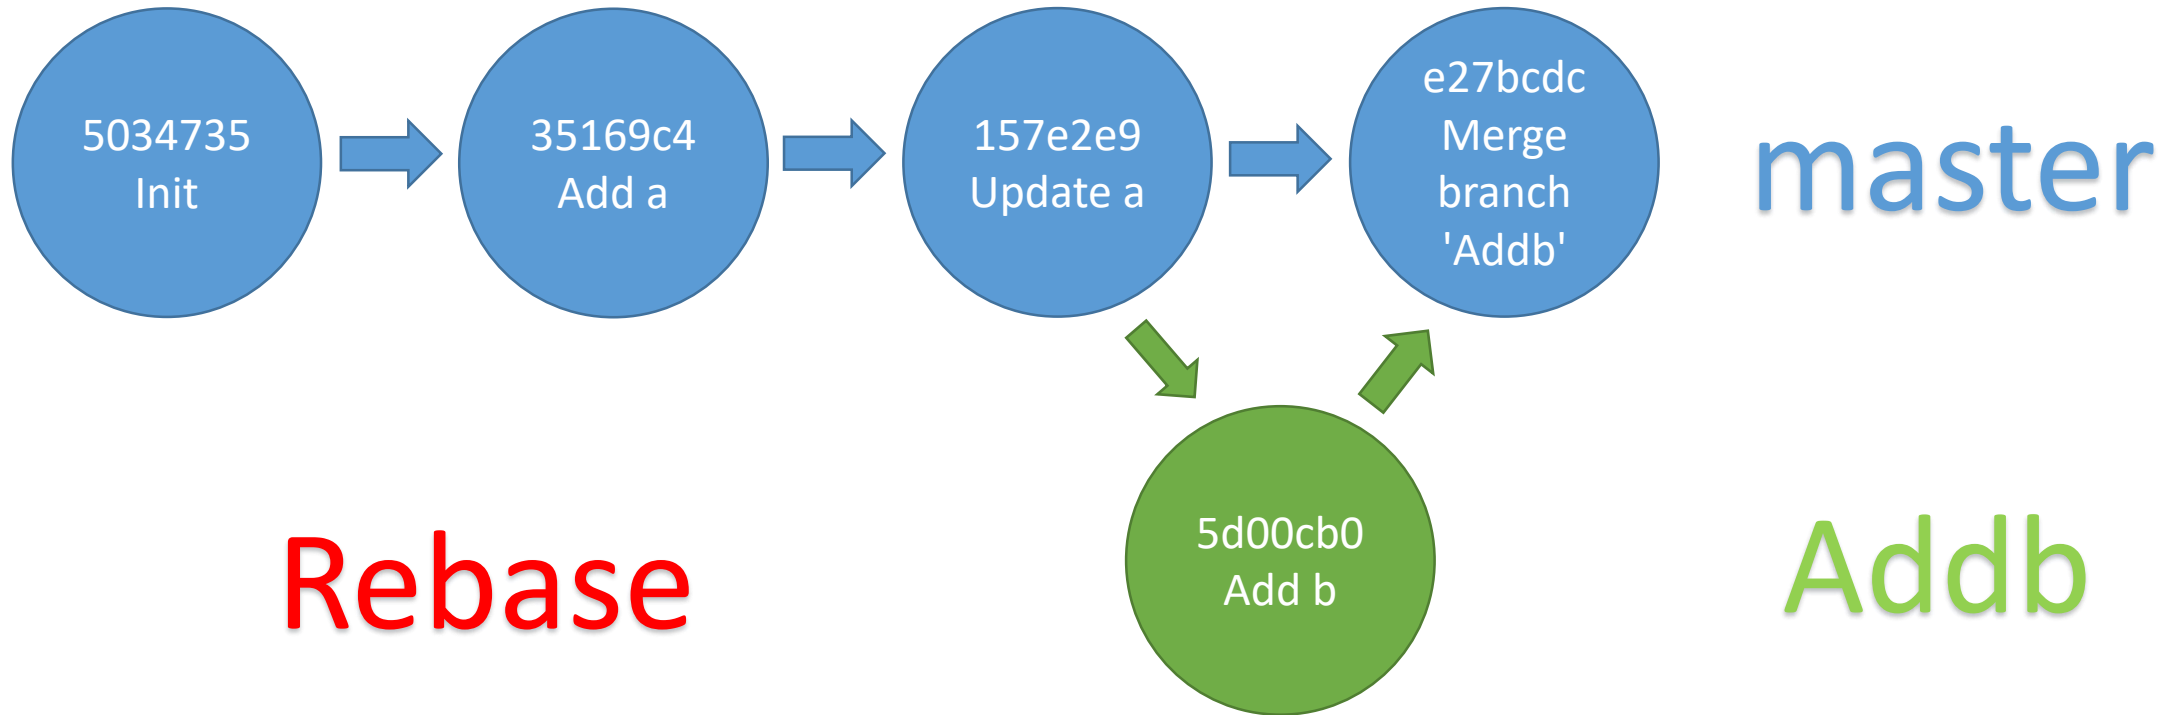 5034735
Init
35169c4
Add a
157e2e9
Update a
e27bcdc
Merge
branch
'Addb'
master
Rebase
5d00cb0
Add b
Addb